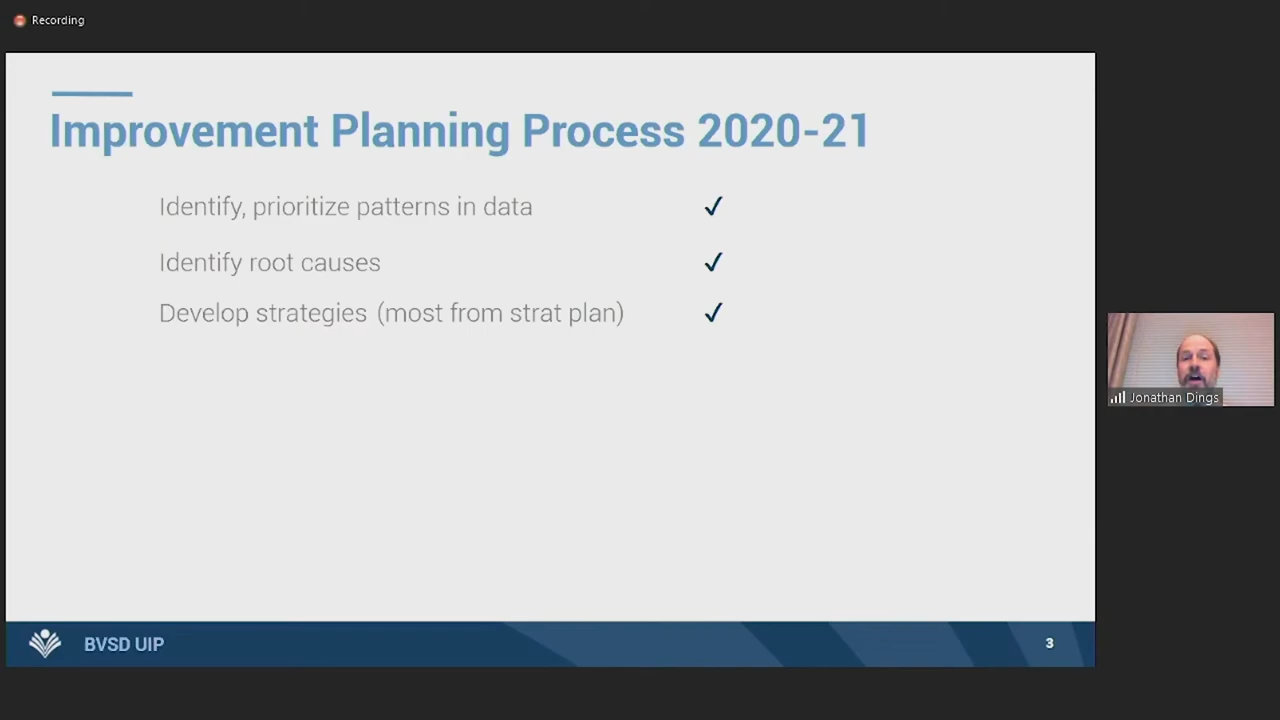 Recording
Improvement Planning Process 2020-21
Identify, prioritize patterns in data ✓
Identify root causes ✓
Develop strategies (most from strat plan) ✓
Jonathan Dings
BVSD UIP
3